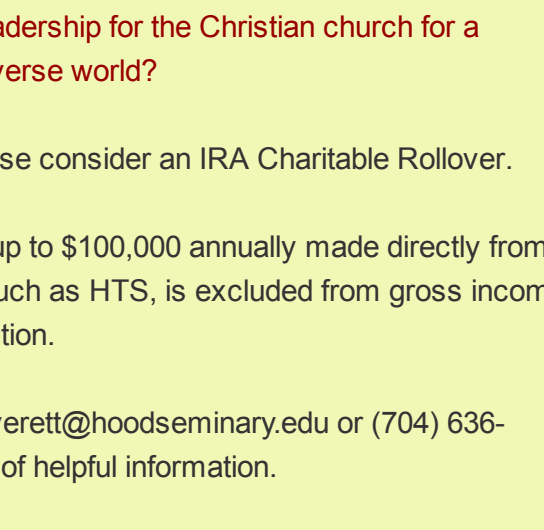 adership for the Christian church for a
verse world?
se consider an IRA Charitable Rollover.
up to $100,000 annually made directly from
uch as HTS, is excluded from gross incom
tion.
verett@hoodseminary.edu or (704) 636-
of helpful information.